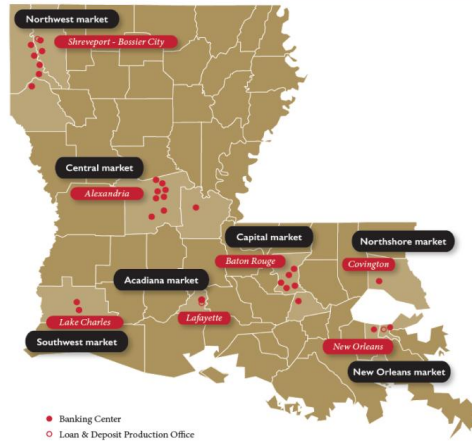 Northwest market
Shreveport - Bossier City
Central market
Alexandria
Capital market
Baton Rouge
Northshore market
Covington
Acadiana market
Lafayette
Lake Charles
Southwest market
New Orleans
New Orleans market
Banking Center
Loan & Deposit Production Office